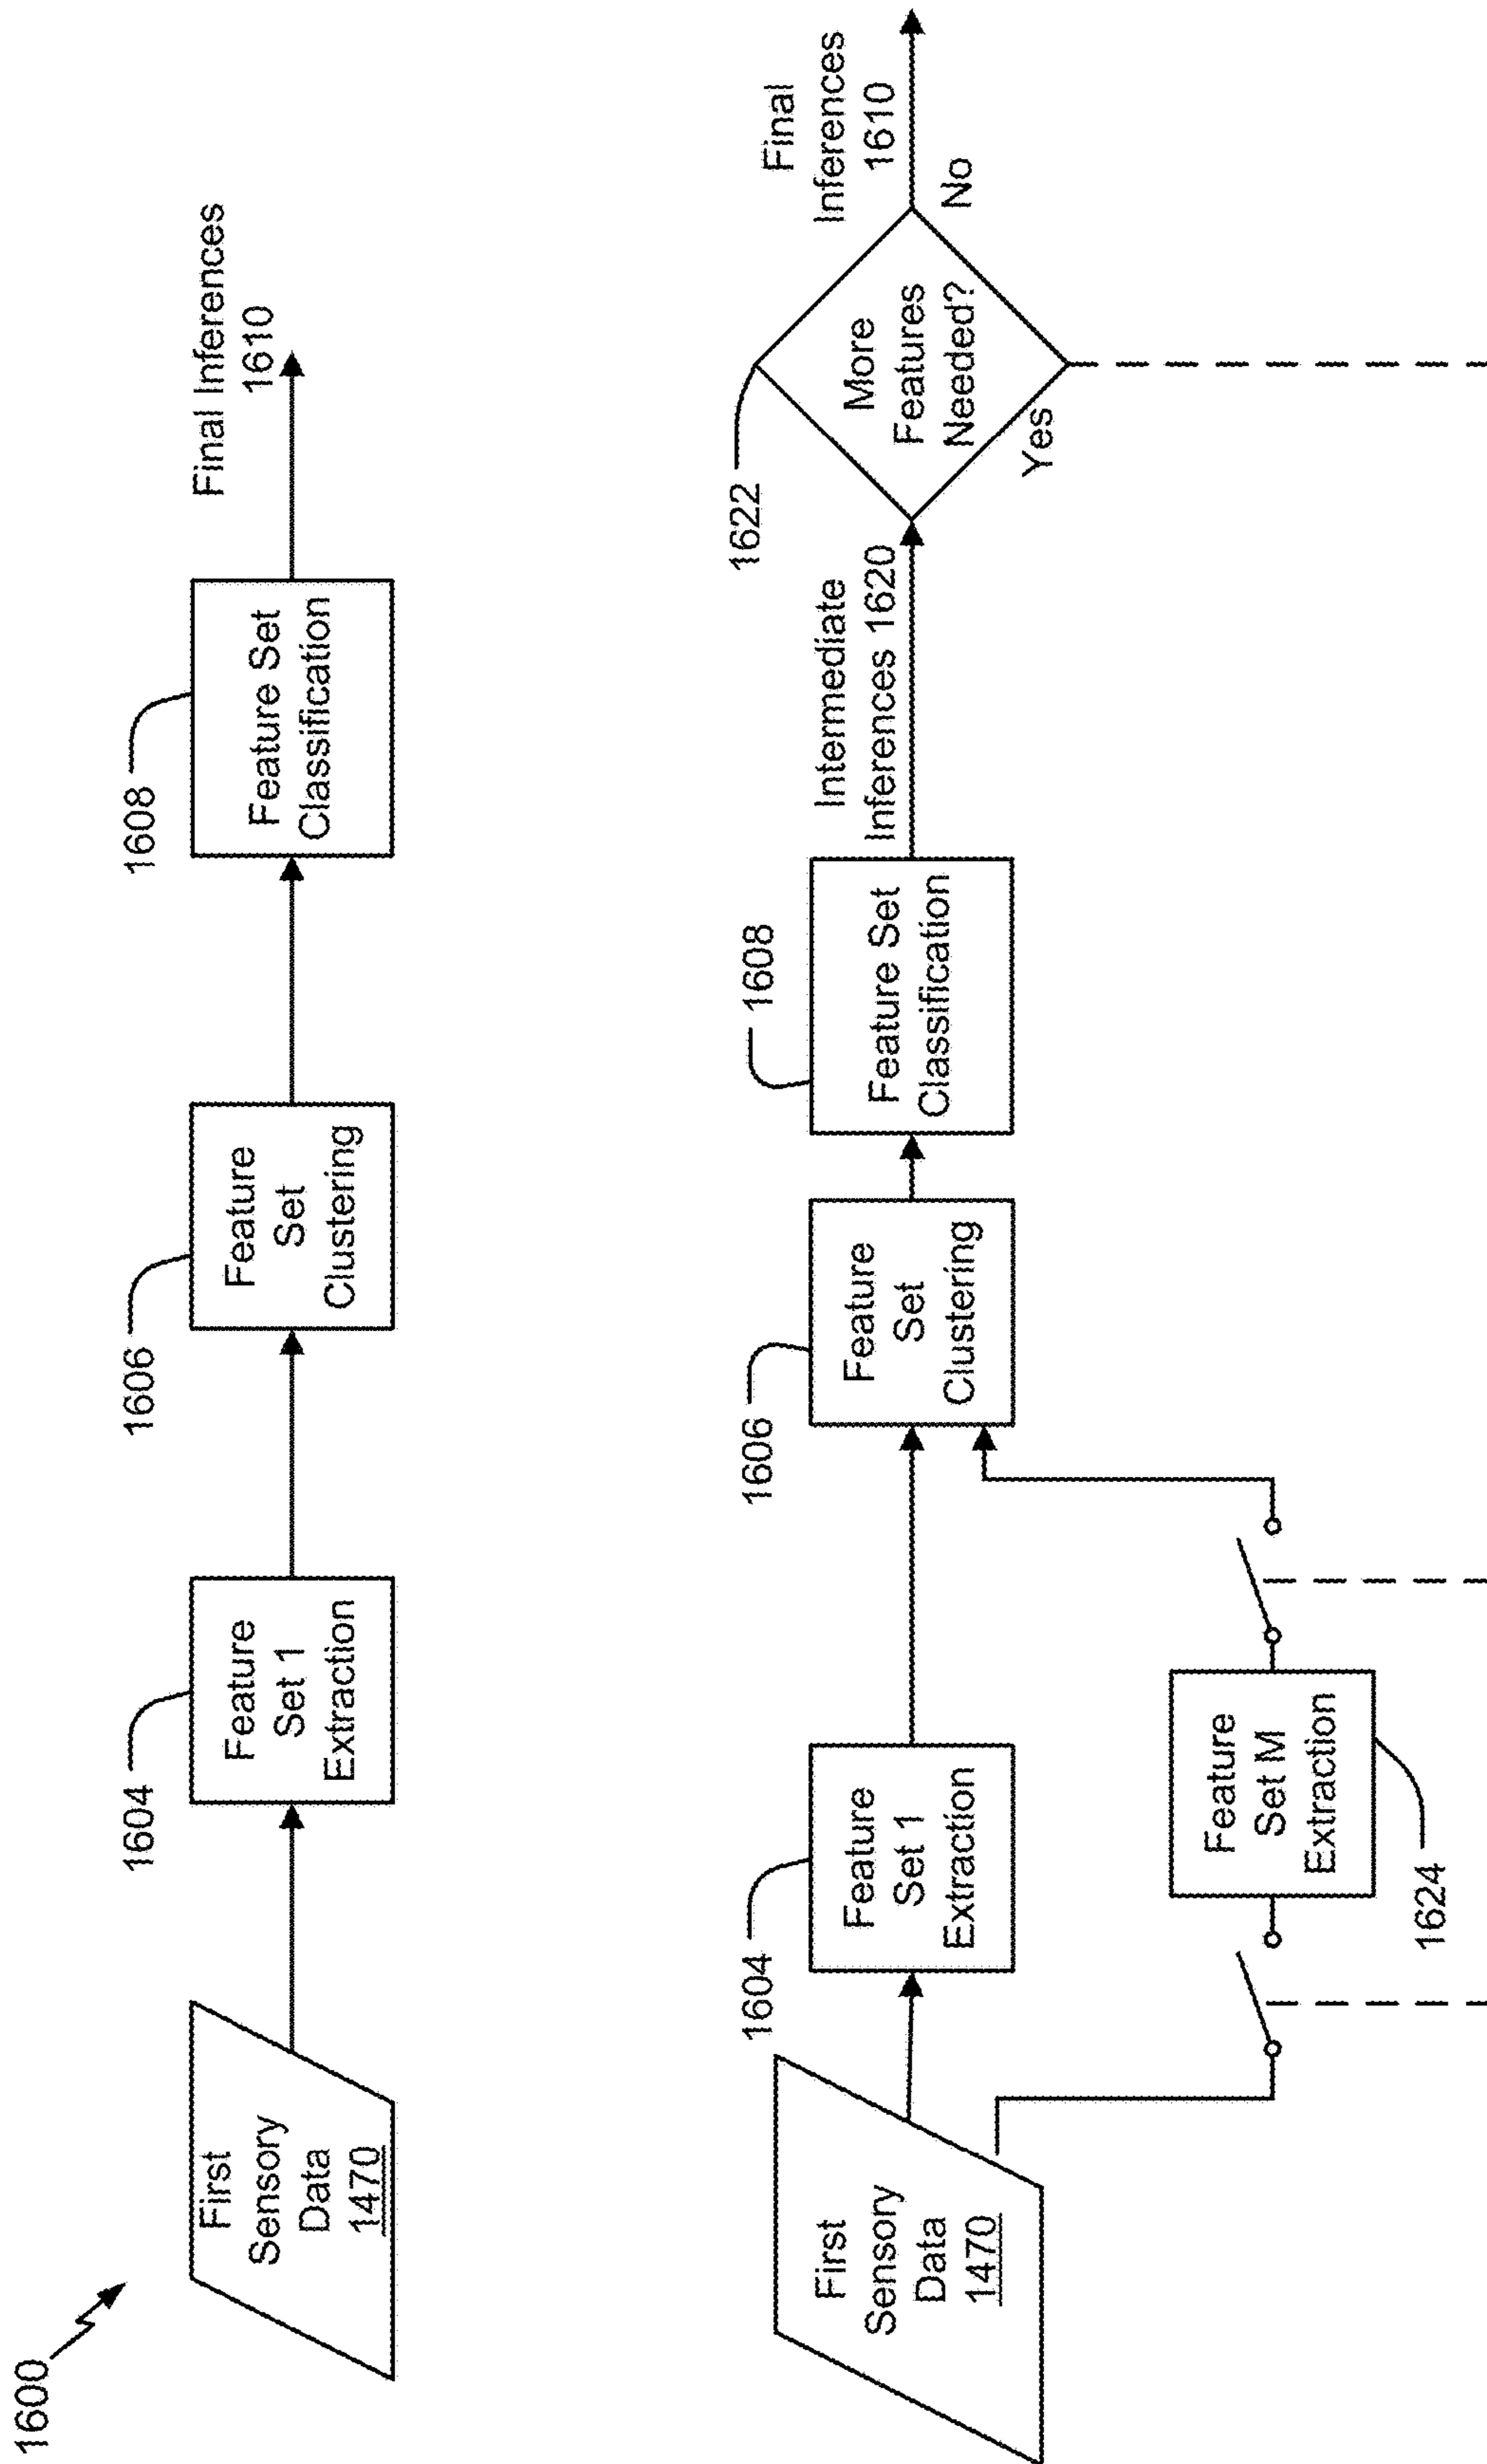 1600
First
Sensory
Data
1470
1604
Feature
Set 1
Extraction
1606
Feature
Set
Clustering
1608
Feature Set
Classification
Final Inferences
1610
First
Sensory
Data
1470
1604
Feature
Set 1
Extraction
1606
Feature
Set
Clustering
1608
Feature Set
Classification
Intermediate
Inferences 1620
1622
More
Features
Needed?
Yes
No
Final
Inferences
1610
Feature
Set M
Extraction
1624